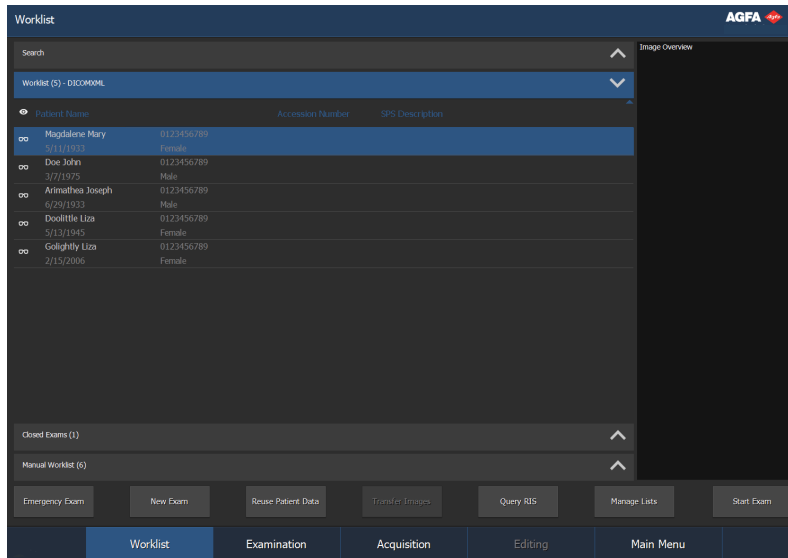 Worklist
AGFA Agfa
Search
Image Overview
Worklist (5) - DICOMXML
Patient Name Accession Number SPS Description
Magdalene Mary 0123456789
5/11/1933 Female
Doe John 0123456789
3/7/1975 Male
Arimathea Joseph 0123456789
6/29/1933 Male
Doolittle Liza 0123456789
5/13/1945 Female
Golightly Liza 0123456789
2/15/2006 Female
Closed Exams (1)
Manual Worklist (6)
Emergency Exam New Exam Reuse Patient Data Transfer Images Query RIS Manage Lists Start Exam
Worklist Examination Acquisition Editing Main Menu